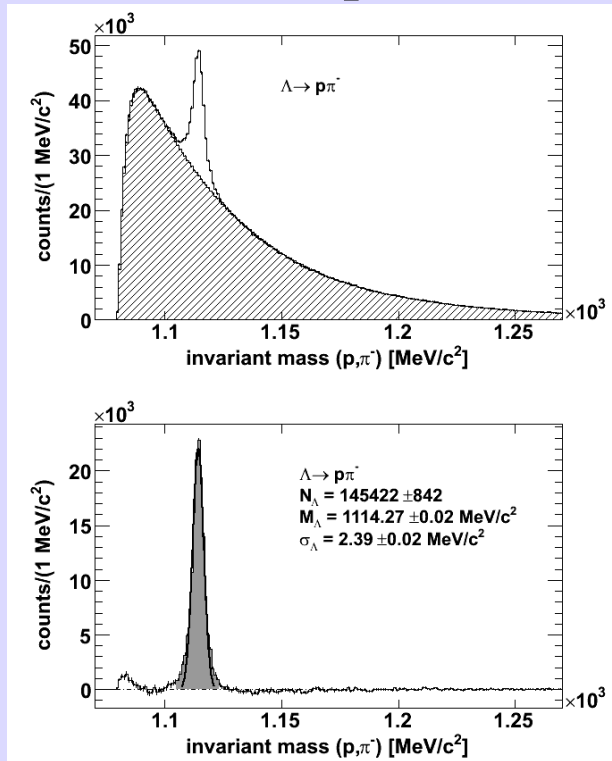 ×10³
50
40
30
20
10
0
counts/(1 MeV/c²)
Λ→ pπ⁻
1.1 1.15 1.2 1.25
×10³
invariant mass (p,π⁻) [MeV/c²]
×10³
20
15
10
5
0
counts/(1 MeV/c²)
Λ→ pπ⁻
N_Λ = 145422 ±842
M_Λ = 1114.27 ±0.02 MeV/c²
σ_Λ = 2.39 ±0.02 MeV/c²
1.1 1.15 1.2 1.25
×10³
invariant mass (p,π⁻) [MeV/c²]